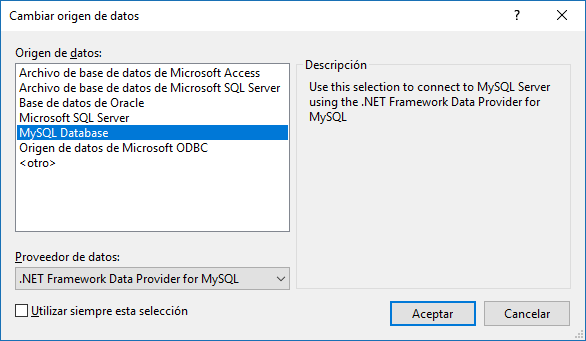 Cambiar origen de datos
?
Origen de datos:
Archivo de base de datos de Microsoft Access
Archivo de base de datos de Microsoft SQL Server
Base de datos de Oracle
Microsoft SQL Server
MySQL Database
Origen de datos de Microsoft ODBC
<otro>
Descripción
Use this selection to connect to MySQL Server
using the .NET Framework Data Provider for
MySQL
Proveedor de datos:
.NET Framework Data Provider for MySQL
Utilizar siempre esta selección
Aceptar
Cancelar